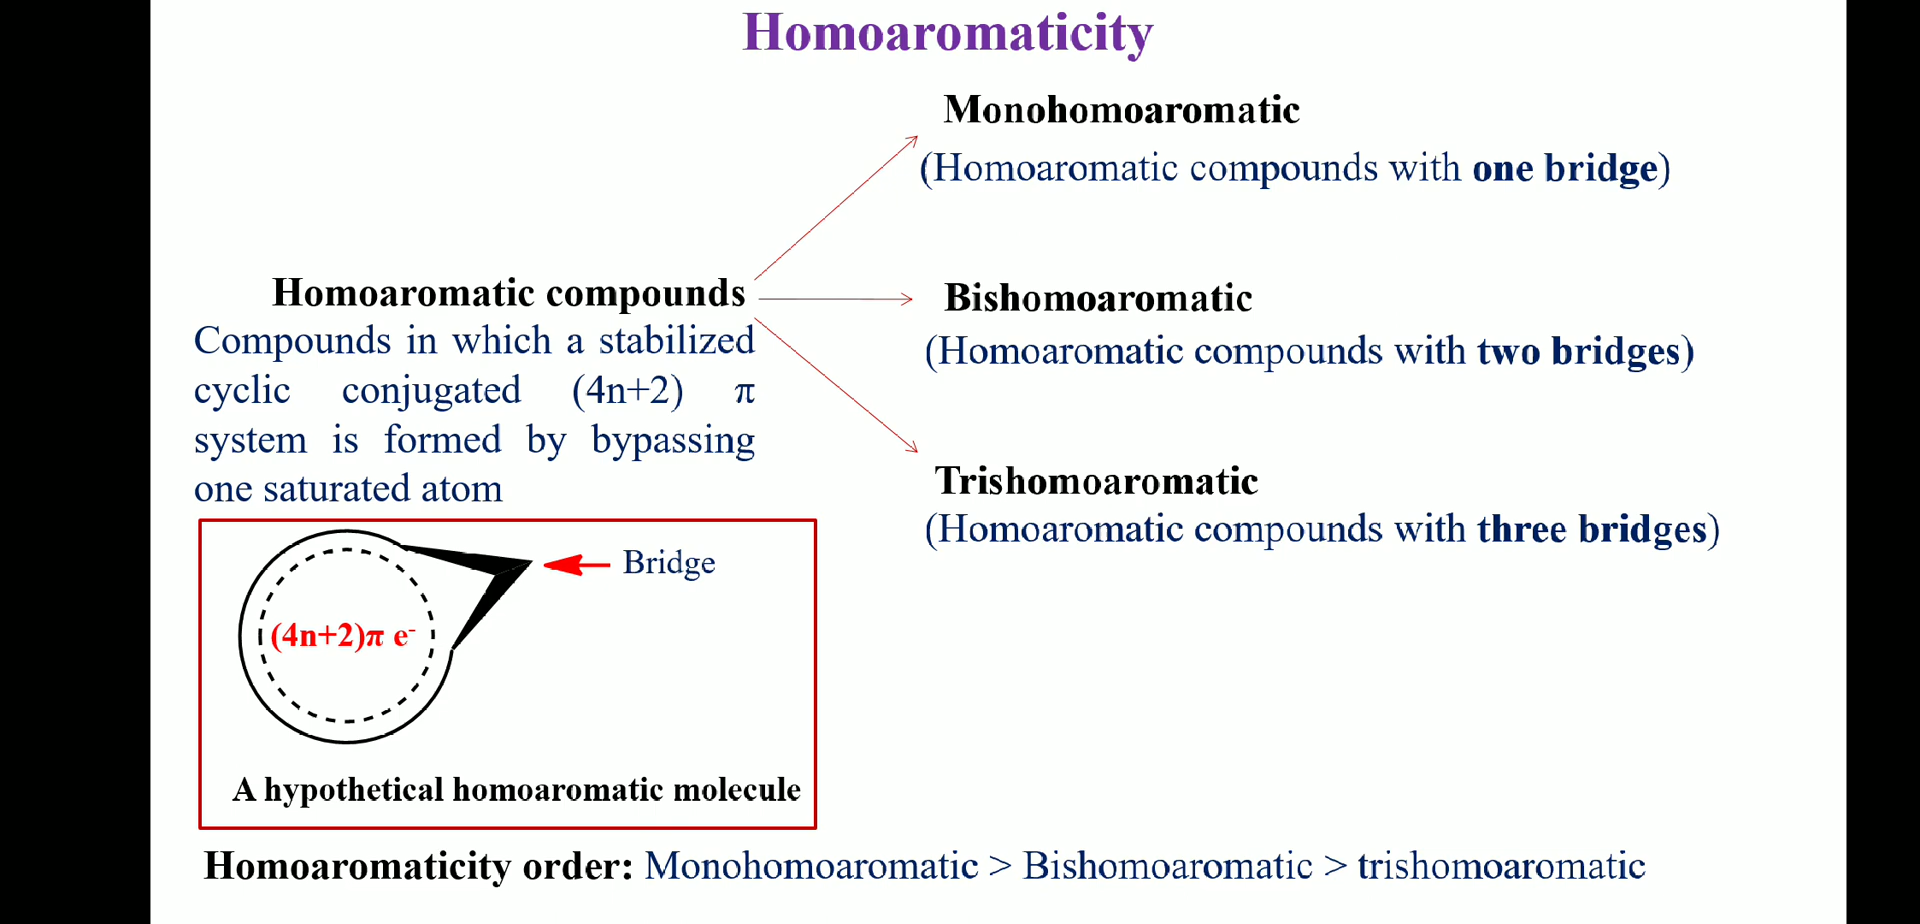 Homoaromaticity
Monohomoaromatic
(Homoaromatic compounds with one bridge)
Homoaromatic compounds
Compounds in which a stabilized
cyclic conjugated (4n+2) π
system is formed by bypassing
one saturated atom
Bishomoaromatic
(Homoaromatic compounds with two bridges)
Trishomoaromatic
(Homoaromatic compounds with three bridges)
Bridge
(4n+2)π e⁻
A hypothetical homoaromatic molecule
Homoaromaticity order: Monohomoaromatic > Bishomoaromatic > trishomoaromatic